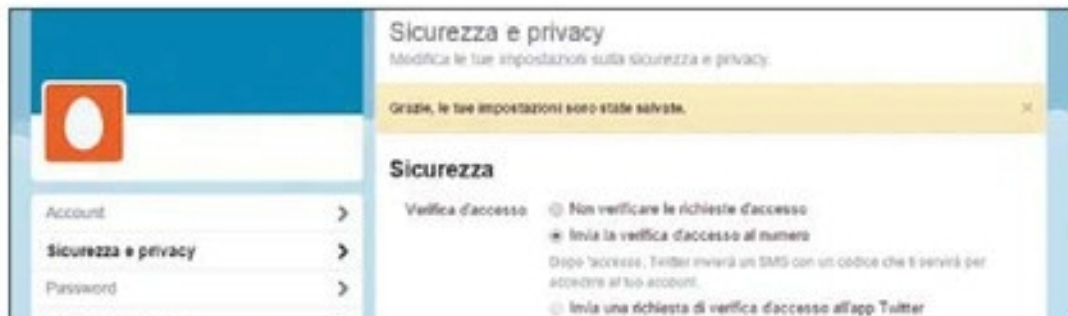 Sicurezza e privacy
Modifica le tue impostazioni sulla sicurezza e privacy.
Grazie, le tue impostazioni sono state salvate.
Sicurezza
Verifica d'accesso
Non verificare le richieste d'accesso
Invia la verifica d'accesso al numero
Dopo l'accesso, Twitter invierà un SMS con un codice che ti servirà per
accedere al tuo account.
Invia una richiesta di verifica d'accesso all'app Twitter
Account
Sicurezza e privacy
Password